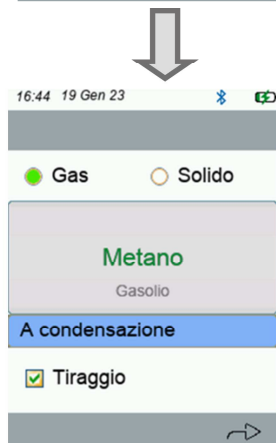 16:44 19 Gen 23
Gas Solido
Metano
Gasolio
A condensazione
Tiraggio